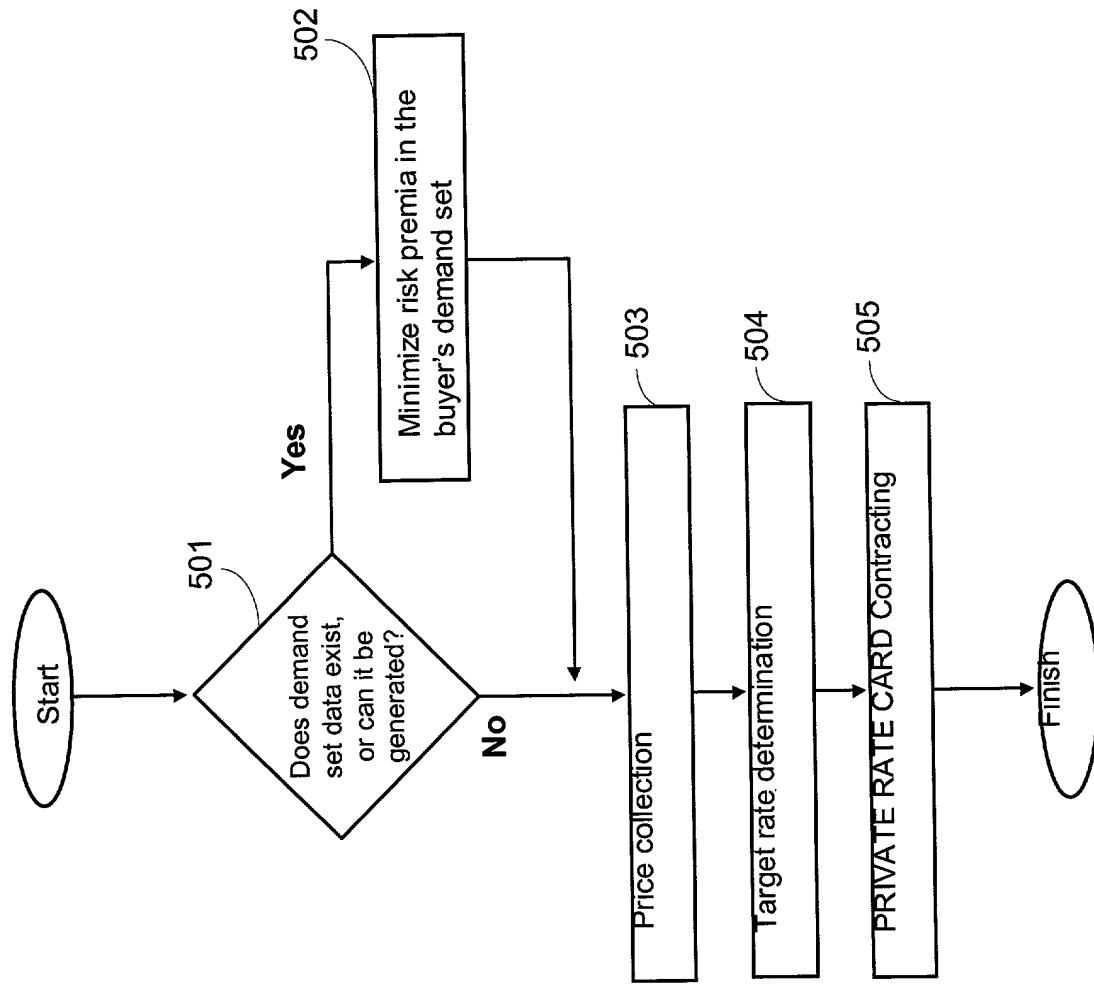 Start
501
Does demand
set data exist,
or can it be
generated?
Yes
502
Minimize risk premia in the
buyer's demand set
No
503
Price collection
504
Target rate determination
505
PRIVATE RATE CARD Contracting
Finish